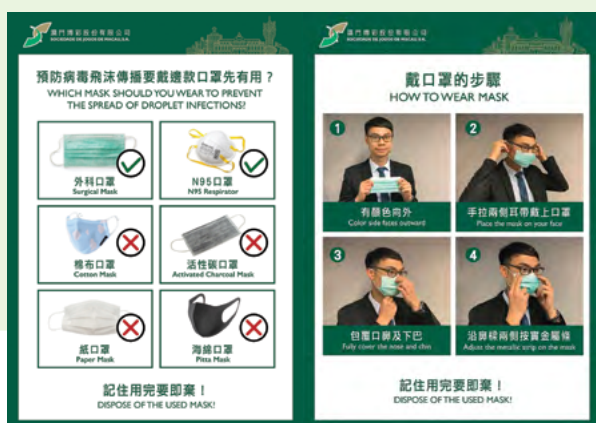 澳門博彩股份有限公司
SOCIEDADE DE JOGOS DE MACAU, S.A.
預防病毒飛沫傳播要戴邊款口罩先有用？
WHICH MASK SHOULD YOU WEAR TO PREVENT
THE SPREAD OF DROPLET INFECTIONS?
外科口罩
Surgical Mask
N95口罩
N95 Respirator
棉布口罩
Cotton Mask
活性碳口罩
Activated Charcoal Mask
紙口罩
Paper Mask
海綿口罩
Pitta Mask
記住用完要即棄！
DISPOSE OF THE USED MASK!
澳門博彩股份有限公司
SOCIEDADE DE JOGOS DE MACAU, S.A.
戴口罩的步驟
HOW TO WEAR MASK
1
有顏色向外
Color side faces outward
2
手拉兩側耳帶戴上口罩
Place the mask on your face
3
包覆口鼻及下巴
Fully cover the nose and chin
4
沿鼻樑兩側按實金屬條
Adjust the metallic strip on the mask
記住用完要即棄！
DISPOSE OF THE USED MASK!